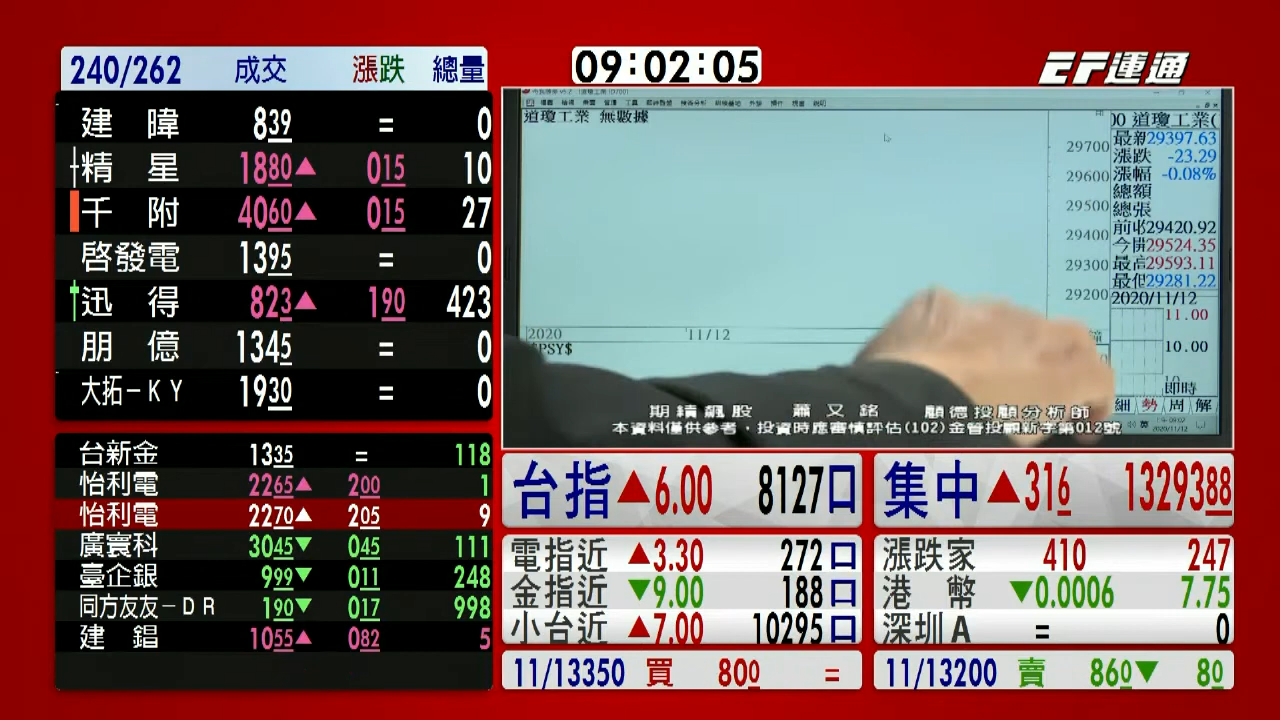 240/262 成交 漲跌 總量
建暐 839 = 0
精星 1880▲ 015 10
千附 4060▲ 015 27
啓發電 1395 = 0
迅得 823▲ 190 423
朋億 1345 = 0
大拓-KY 1930 = 0
台新金 1335 = 118
怡利電 2265▲ 200 1
怡利電 2270▲ 205 9
廣寰科 3045▼ 045 111
臺企銀 999▼ 011 248
同方友友-DR 190▼ 017 998
建錩 1055▲ 082 5
09:02:05
EF運通
道瓊工業 無數據
29700
29600
29500
29400
29300
29200
2020 11/12
$PSY$
00 道瓊工業(
最新29397.63
漲跌 -23.29
漲幅 -0.08%
總額
總張
前收29420.92
今開29524.35
最高29593.11
最低29281.22
2020/11/12
11.00
10.00
即時
細 勢 周 解
期績飆股 蕭又銘 顧德投顧分析師
本資料僅供參考，投資時應審慎評估(102)金管投顧新字第012號
台指▲6.00 8127口
電指近 ▲3.30 272口
金指近 ▼9.00 188口
小台近 ▲7.00 10295口
11/13350 買 800 =
集中▲316 1329388
漲跌家 410 247
港幣 ▼0.0006 7.75
深圳A = 0
11/13200 賣 860▼ 80